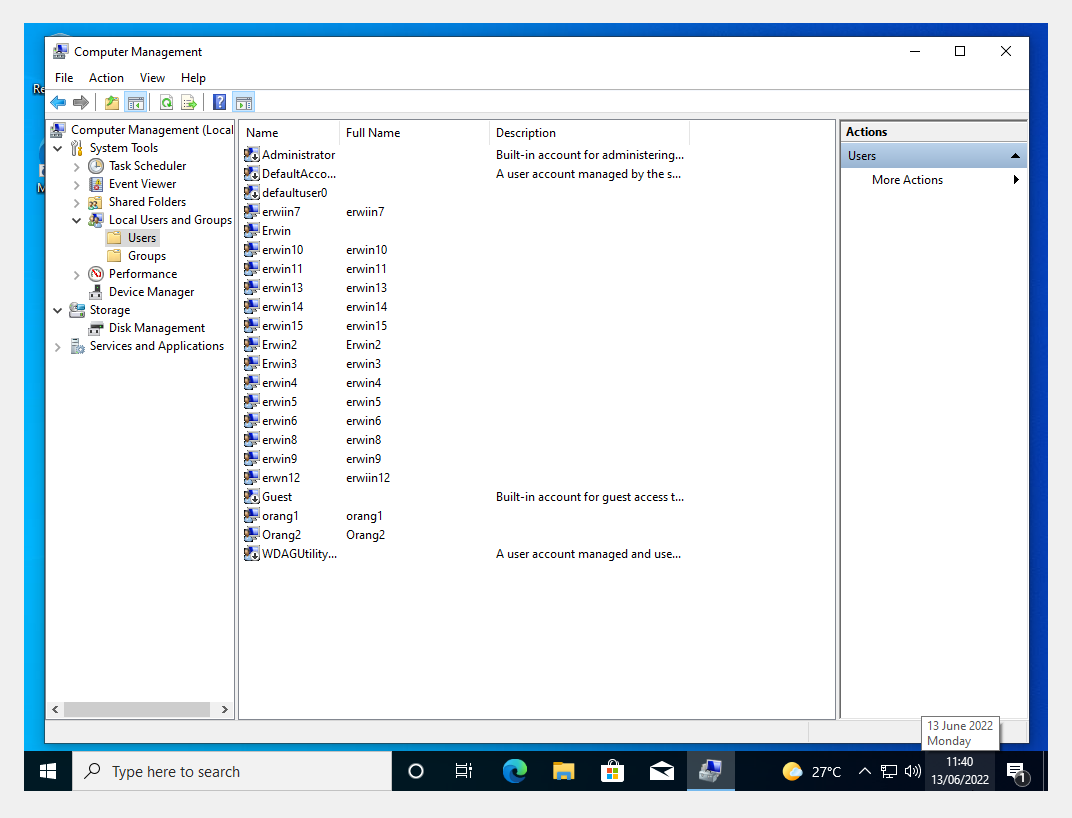 Computer Management
File Action View Help
Computer Management (Local
System Tools
Task Scheduler
Event Viewer
Shared Folders
Local Users and Groups
Users
Groups
Performance
Device Manager
Storage
Disk Management
Services and Applications
Name Full Name Description
Administrator Built-in account for administering...
DefaultAcco... A user account managed by the s...
defaultuser0
erwiin7 erwiin7
Erwin
erwin10 erwin10
erwin11 erwin11
erwin13 erwin13
erwin14 erwin14
erwin15 erwin15
Erwin2 Erwin2
Erwin3 erwin3
erwin4 erwin4
erwin5 erwin5
erwin6 erwin6
erwin8 erwin8
erwin9 erwin9
erwn12 erwiin12
Guest Built-in account for guest access t...
orang1 orang1
Orang2 Orang2
WDAGUtility... A user account managed and use...
Actions
Users
More Actions
13 June 2022
Monday
Type here to search
27°C
11:40
13/06/2022
1